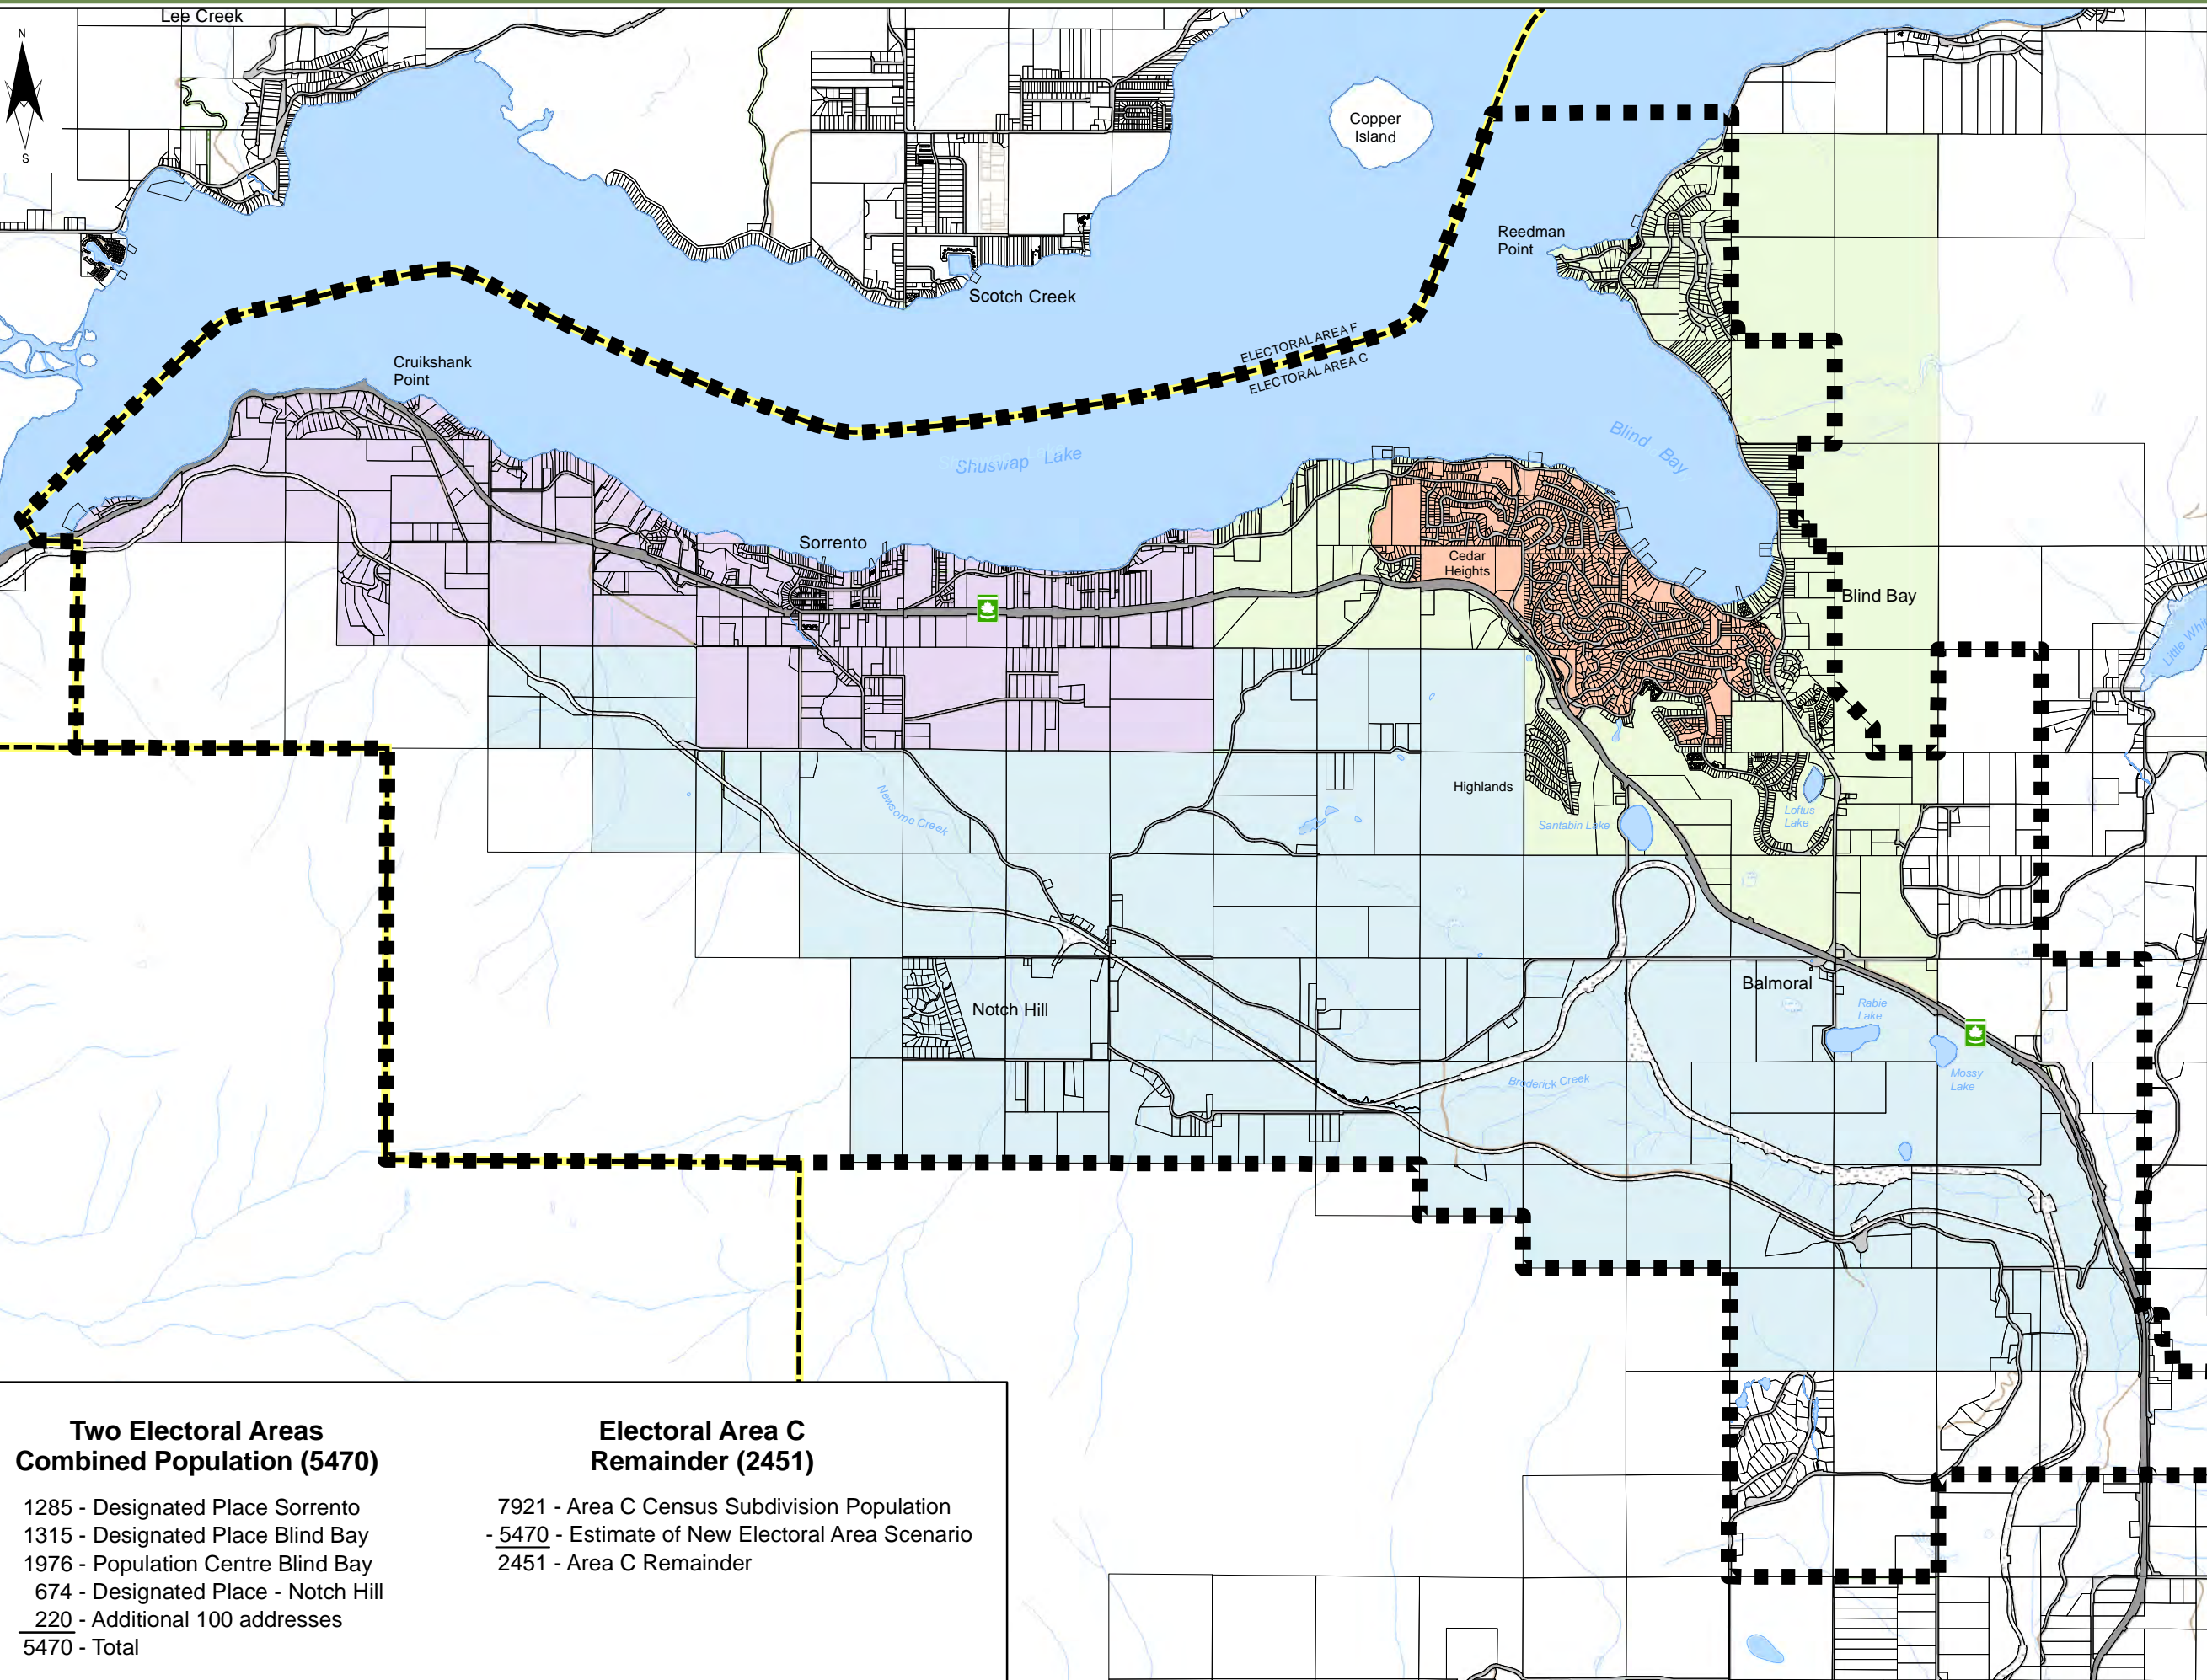 Lee Creek
N
S
Copper
Island
Reedman
Point
Scotch Creek
ELECTORAL AREA F
ELECTORAL AREA C
Cruikshank
Point
Blind Bay
Shuswap Lake
Sorrento
Cedar
Heights
Blind Bay
Highlands
Newsome Creek
Santabin Lake
Loftus
Lake
Balmoral
Notch Hill
Rabie
Lake
Broderick Creek
Mossy
Lake
Two Electoral Areas
Combined Population (5470)
1285 - Designated Place Sorrento
1315 - Designated Place Blind Bay
1976 - Population Centre Blind Bay
674 - Designated Place - Notch Hill
220 - Additional 100 addresses
5470 - Total
Electoral Area C
Remainder (2451)
7921 - Area C Census Subdivision Population
- 5470 - Estimate of New Electoral Area Scenario
2451 - Area C Remainder